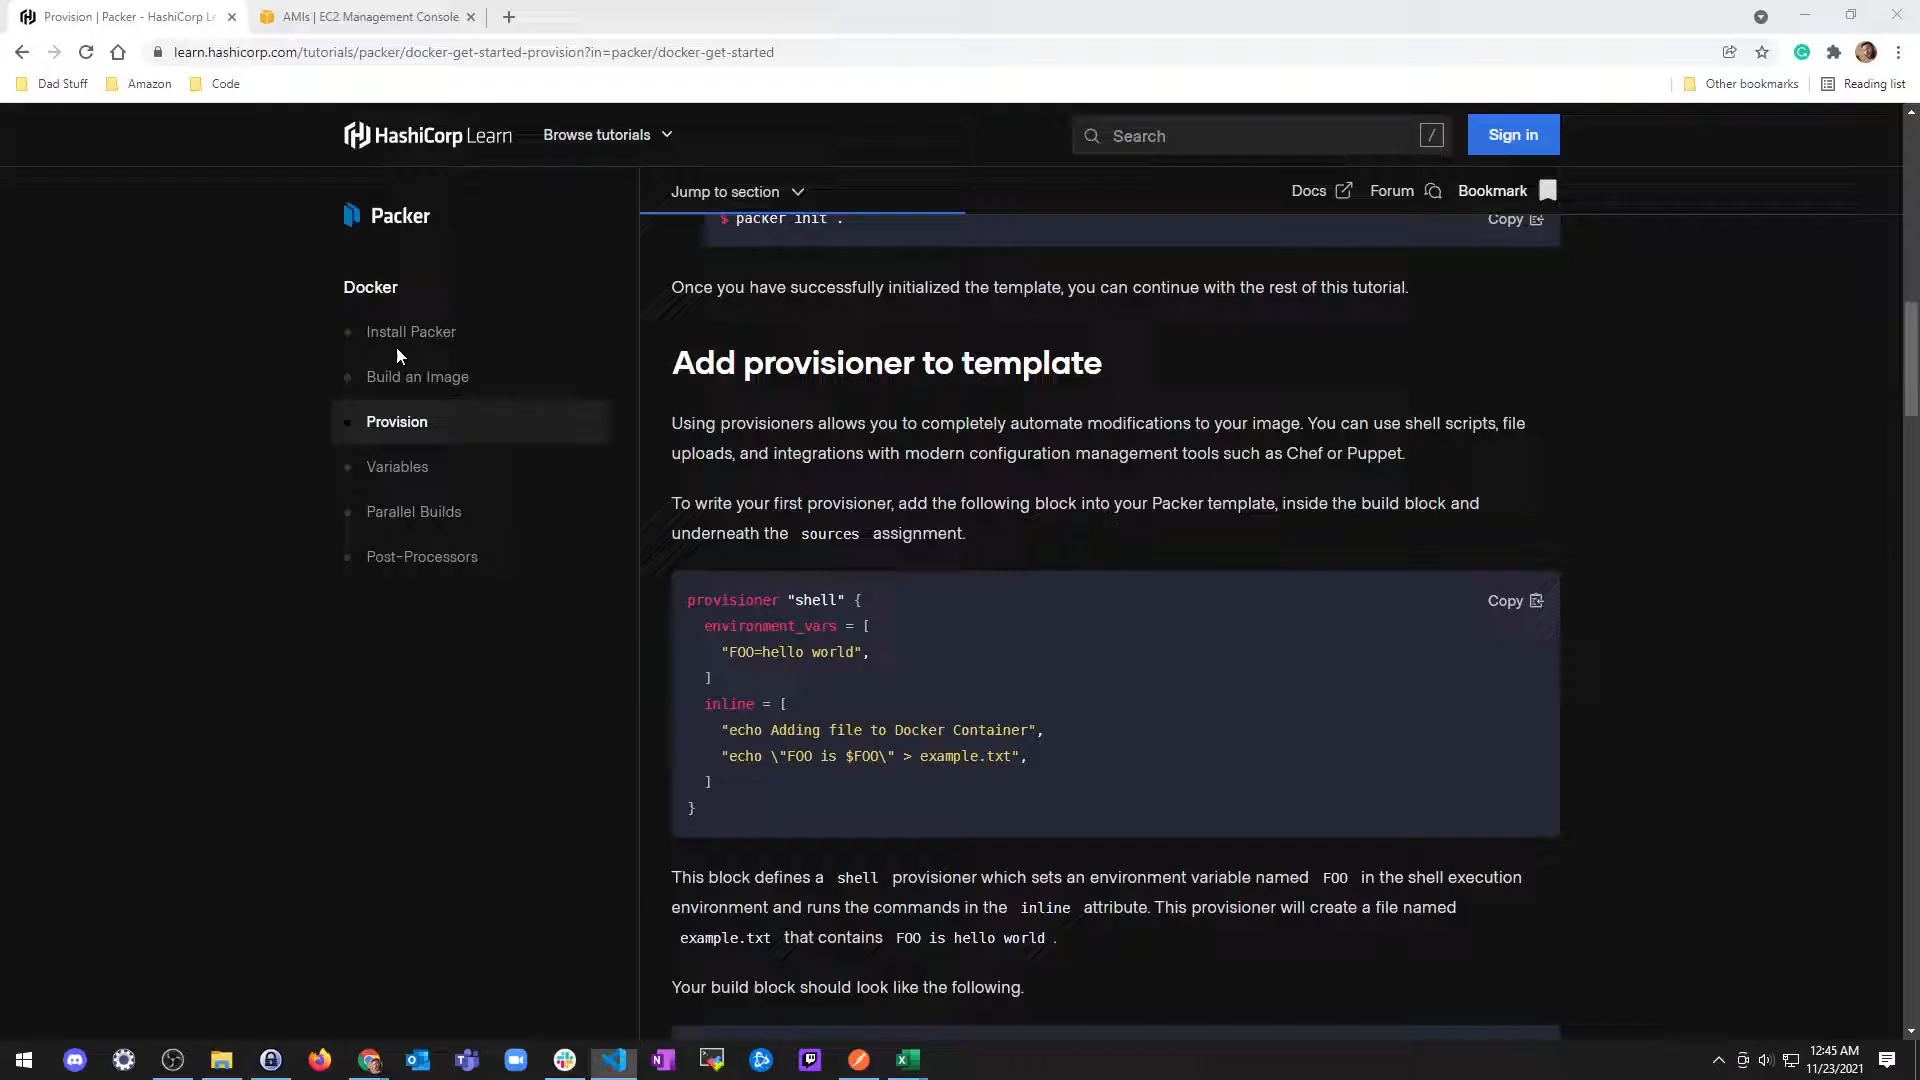 Provision | Packer - HashiCorp Le
AMIs | EC2 Management Console
learn.hashicorp.com/tutorials/packer/docker-get-started-provision?in=packer/docker-get-started
Dad Stuff
Amazon
Code
Other bookmarks
Reading list
HashiCorp Learn
Browse tutorials
Search
/
Sign in
Packer
Docker
Install Packer
Build an Image
Provision
Variables
Parallel Builds
Post-Processors
Jump to section
Docs
Forum
Bookmark
$ packer init .
Copy
Once you have successfully initialized the template, you can continue with the rest of this tutorial.
Add provisioner to template
Using provisioners allows you to completely automate modifications to your image. You can use shell scripts, file
uploads, and integrations with modern configuration management tools such as Chef or Puppet.
To write your first provisioner, add the following block into your Packer template, inside the build block and
underneath the sources assignment.
Copy
provisioner "shell" {
environment_vars = [
"FOO=hello world",
]
inline = [
"echo Adding file to Docker Container",
"echo \"FOO is $FOO\" > example.txt",
]
}
This block defines a shell provisioner which sets an environment variable named FOO in the shell execution
environment and runs the commands in the inline attribute. This provisioner will create a file named
example.txt that contains FOO is hello world .
Your build block should look like the following.
12:45 AM
11/23/2021